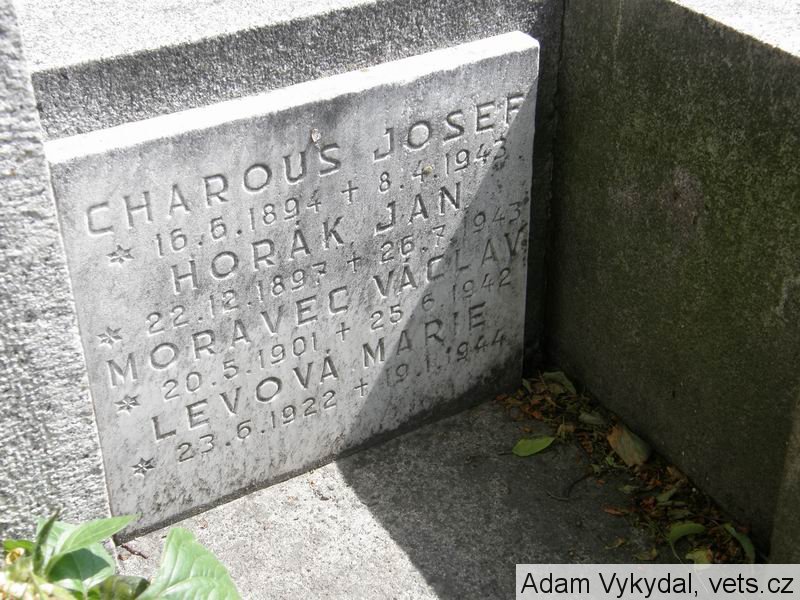 CHAROUS JOSEF
* 16.6.1894 + 8.4.1943
HORÁK JAN
* 22.12.1897 + 26.7.1943
MORAVEC VÁCLAV
* 20.5.1901 + 25.6.1942
LEVOVÁ MARIE
* 23.6.1922 + 19.1.1944
Adam Vykydal, vets.cz